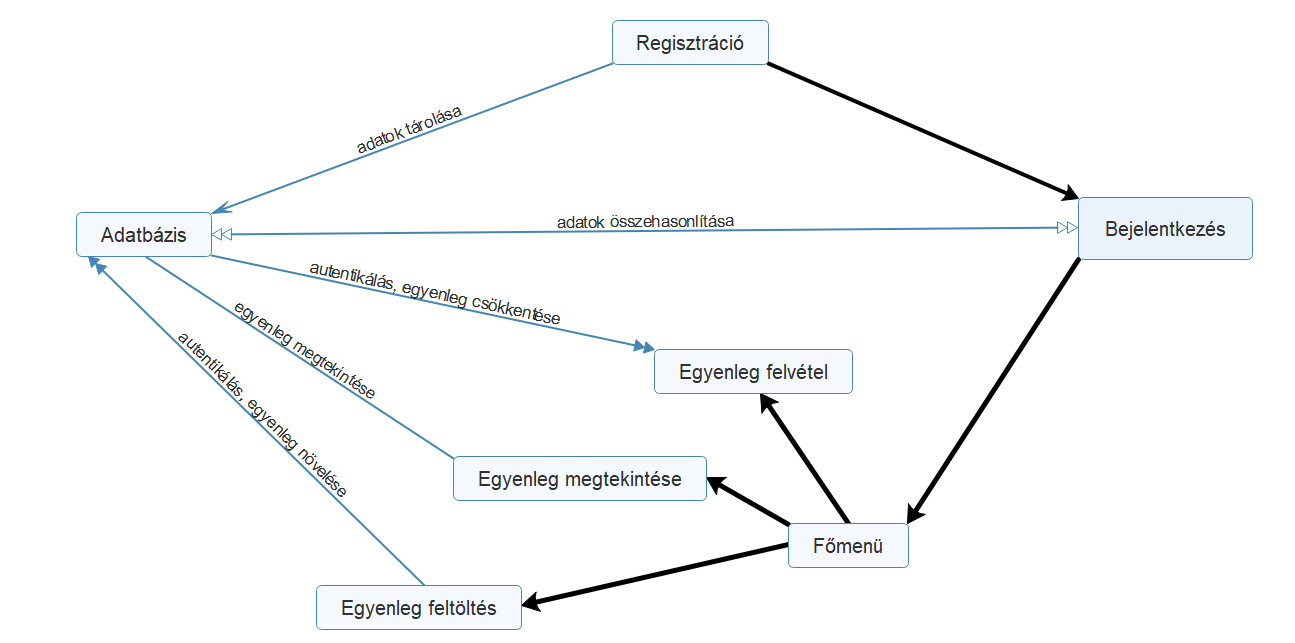 Regisztráció
adatok tárolása
adatok összehasonlítása
Adatbázis
Bejelentkezés
autentikálás, egyenleg csökkentése
egyenleg megtekintése
autentikálás, egyenleg növelése
Egyenleg felvétel
Egyenleg megtekintése
Főmenü
Egyenleg feltöltés